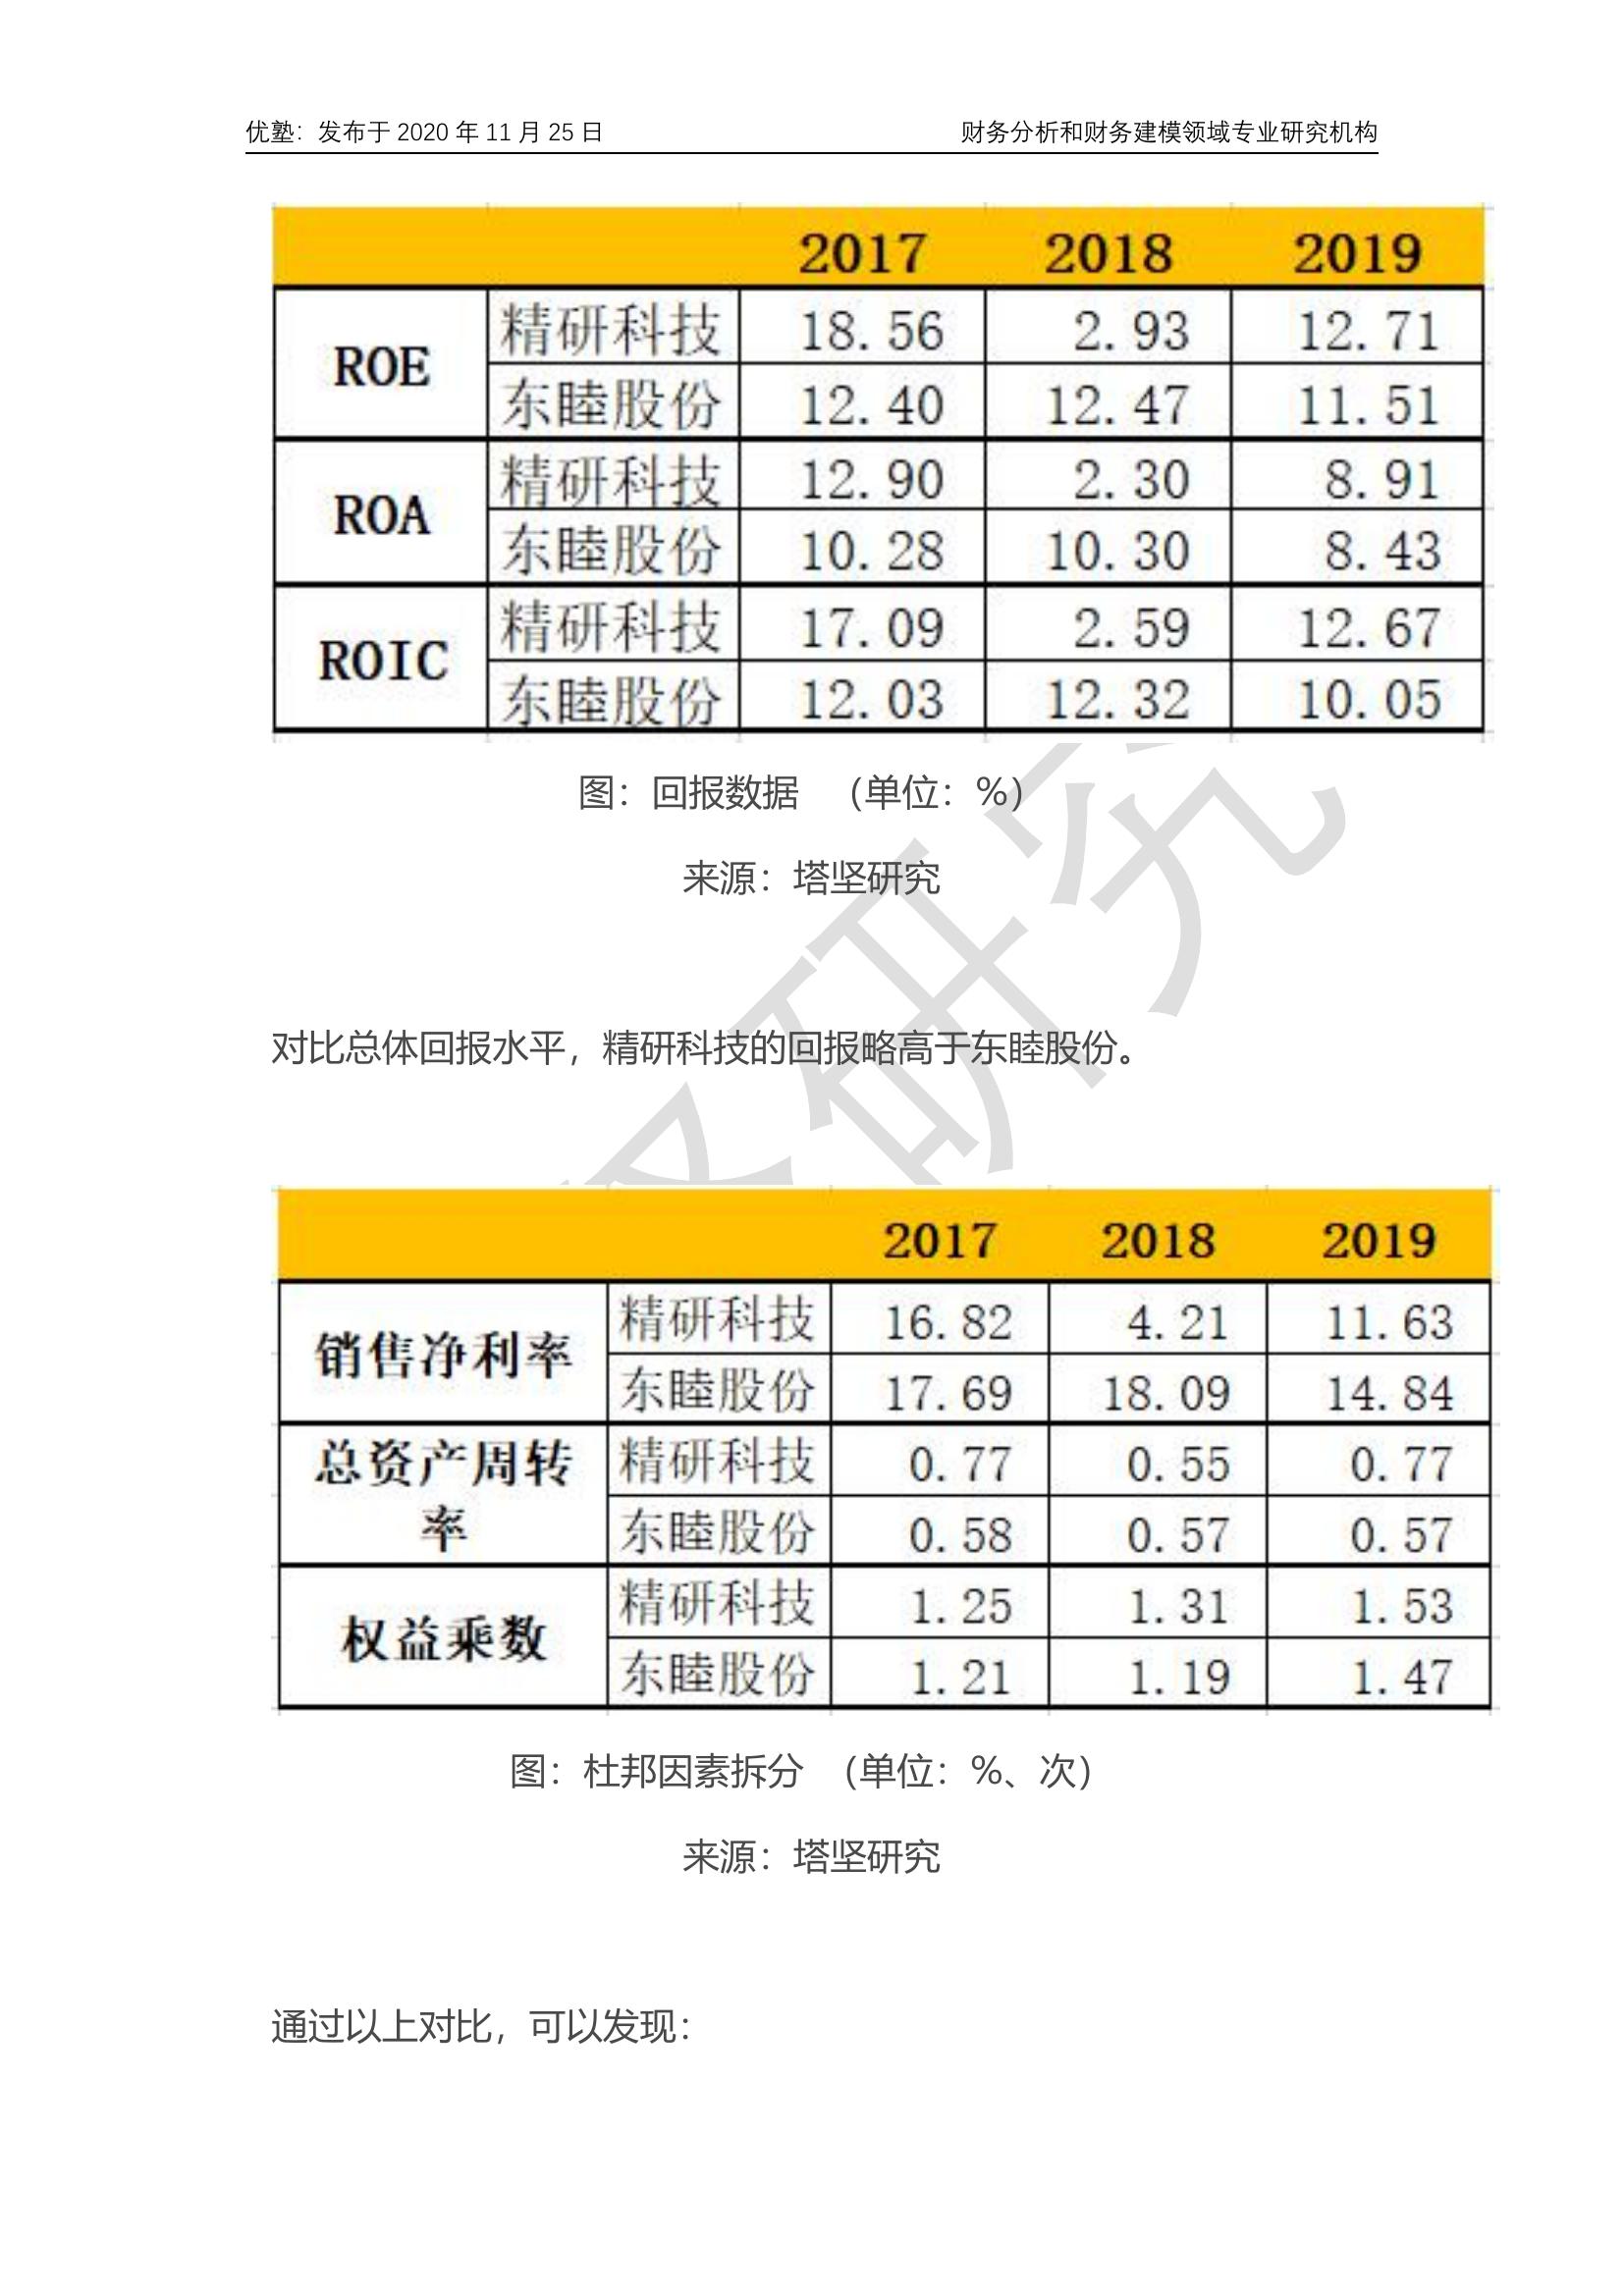 优塾：发布于 2020 年 11 月 25 日 财务分析和财务建模领域专业研究机构
2017 2018 2019
ROE 精研科技 18.56 2.93 12.71
东睦股份 12.40 12.47 11.51
ROA 精研科技 12.90 2.30 8.91
东睦股份 10.28 10.30 8.43
ROIC 精研科技 17.09 2.59 12.67
东睦股份 12.03 12.32 10.05
图：回报数据 （单位：%）
来源：塔坚研究
对比总体回报水平，精研科技的回报略高于东睦股份。
2017 2018 2019
销售净利率 精研科技 16.82 4.21 11.63
东睦股份 17.69 18.09 14.84
总资产周转率 精研科技 0.77 0.55 0.77
东睦股份 0.58 0.57 0.57
权益乘数 精研科技 1.25 1.31 1.53
东睦股份 1.21 1.19 1.47
图：杜邦因素拆分 （单位：%、次）
来源：塔坚研究
通过以上对比，可以发现：
研究